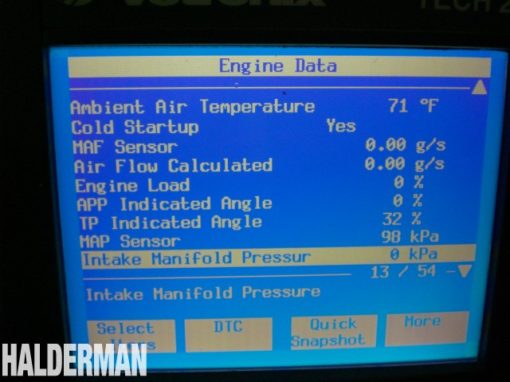 TECH 2
Engine Data
Ambient Air Temperature 71 °F
Cold Startup Yes
MAF Sensor 0.00 g/s
Air Flow Calculated 0.00 g/s
Engine Load 0 %
APP Indicated Angle 0 %
TP Indicated Angle 32 %
MAP Sensor 98 kPa
Intake Manifold Pressur 0 kPa
13 / 54
Intake Manifold Pressure
Select DTC Quick More
Snapshot
HALDERMAN